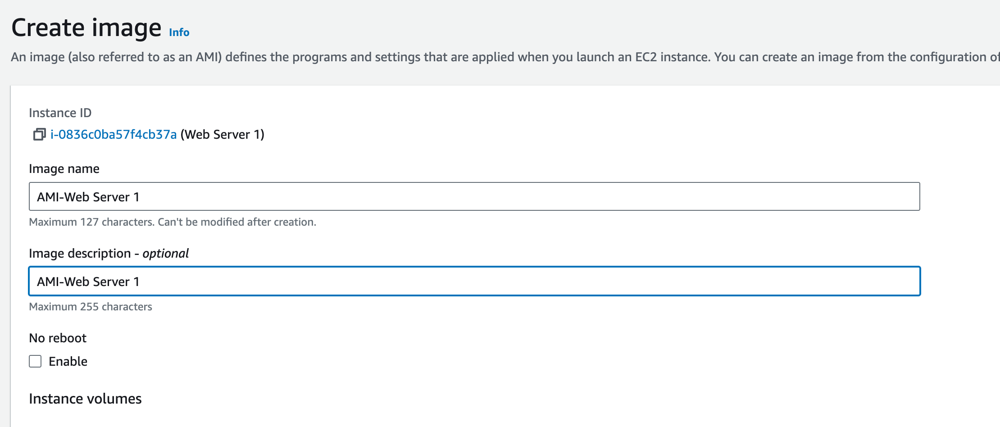 Create image Info
An image (also referred to as an AMI) defines the programs and settings that are applied when you launch an EC2 instance. You can create an image from the configuration of
Instance ID
i-0836c0ba57f4cb37a (Web Server 1)
Image name
AMI-Web Server 1
Maximum 127 characters. Can't be modified after creation.
Image description - optional
AMI-Web Server 1
Maximum 255 characters
No reboot
Enable
Instance volumes